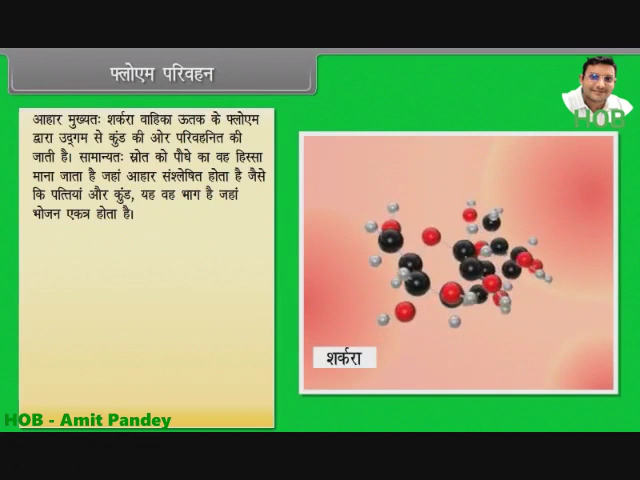 फ्लोएम परिवहन
HOB
आहार मुख्यतः शर्करा वाहिका ऊतक के फ्लोएम
द्वारा उद्गम से कुंड की ओर परिवहनित की
जाती है। सामान्यतः स्रोत को पौधे का वह हिस्सा
माना जाता है जहां आहार संश्लेषित होता है जैसे
कि पत्तियां और कुंड, यह वह भाग है जहां
भोजन एकत्र होता है।
शर्करा
HOB - Amit Pandey